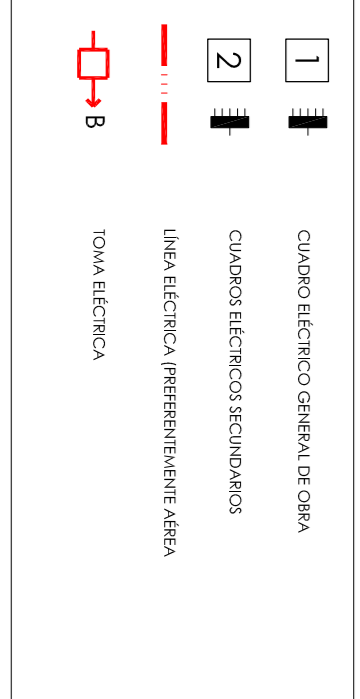 1 CUADRO ELÉCTRICO GENERAL DE OBRA
2 CUADROS ELÉCTRICOS SECUNDARIOS
LÍNEA ELÉCTRICA (PREFERENTEMENTE AÉREA
B TOMA ELÉCTRICA